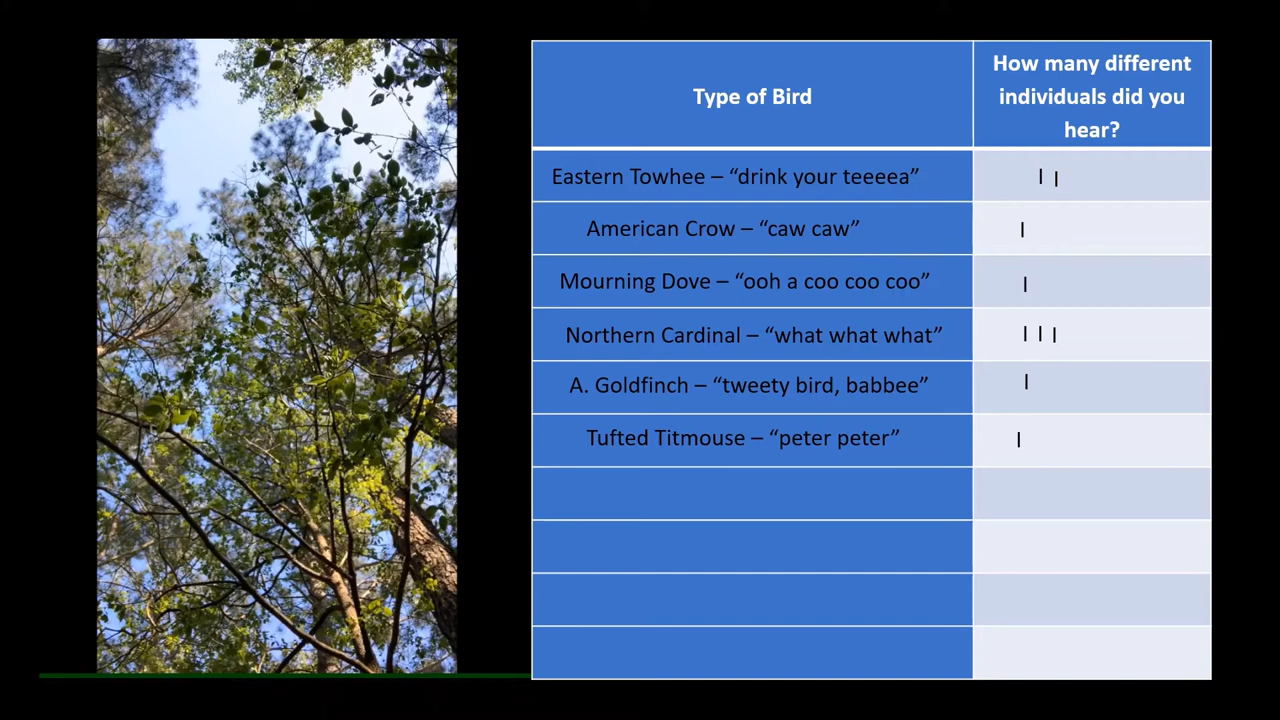 Type of Bird
How many different
individuals did you
hear?
Eastern Towhee – “drink your teeeea” | |
American Crow – “caw caw” |
Mourning Dove – “ooh a coo coo coo” |
Northern Cardinal – “what what what” | | |
A. Goldfinch – “tweety bird, babbee” |
Tufted Titmouse – “peter peter” |